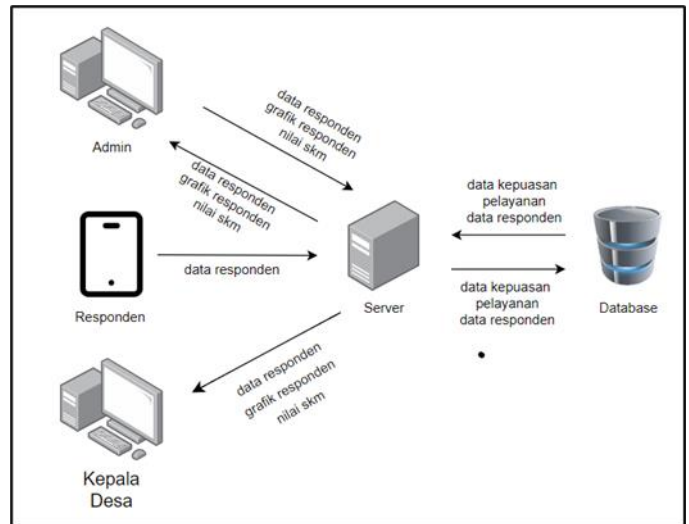 data responden
grafik responden
nilai skm
Admin
data responden
grafik responden
nilai skm
data kepuasan
pelayanan
data responden
data responden
Responden
Server
data kepuasan
pelayanan
data responden
Database
data responden
grafik responden
nilai skm
Kepala
Desa